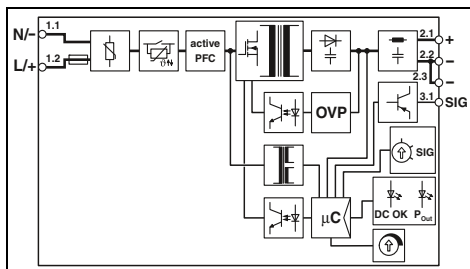 N/–
1.1
L/+
1.2
active
PFC
2.1
+
2.2
–
2.3
–
3.1
SIG
ϑ
OVP
SIG
µC
DC OK
POut